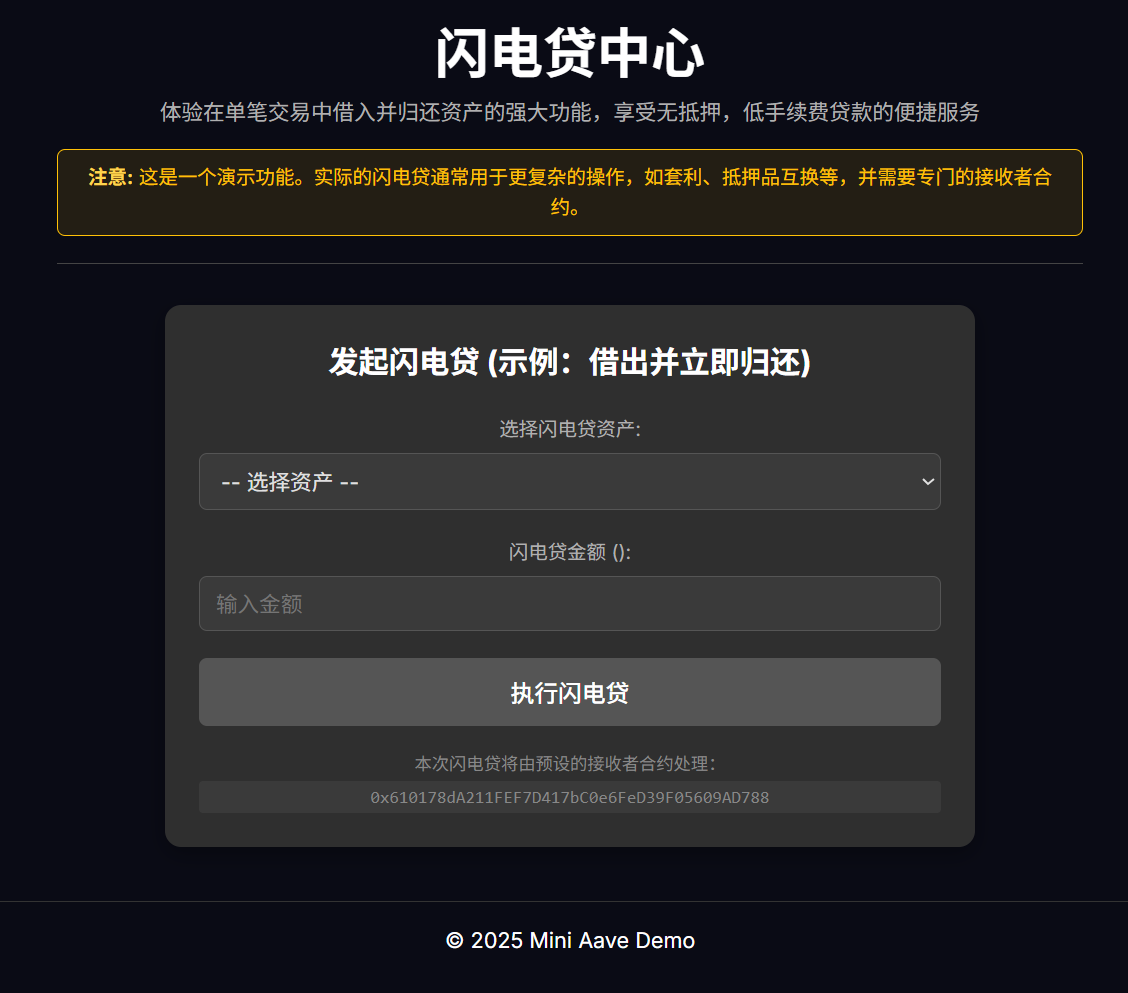 闪电贷中心
体验在单笔交易中借入并归还资产的强大功能，享受无抵押，低手续费贷款的便捷服务
注意: 这是一个演示功能。实际的闪电贷通常用于更复杂的操作，如套利、抵押品互换等，并需要专门的接收者合
约。
发起闪电贷 (示例：借出并立即归还)
选择闪电贷资产:
-- 选择资产 --
闪电贷金额 ():
输入金额
执行闪电贷
本次闪电贷将由预设的接收者合约处理：
0x610178dA211FEF7D417bC0e6FeD39F05609AD788
© 2025 Mini Aave Demo